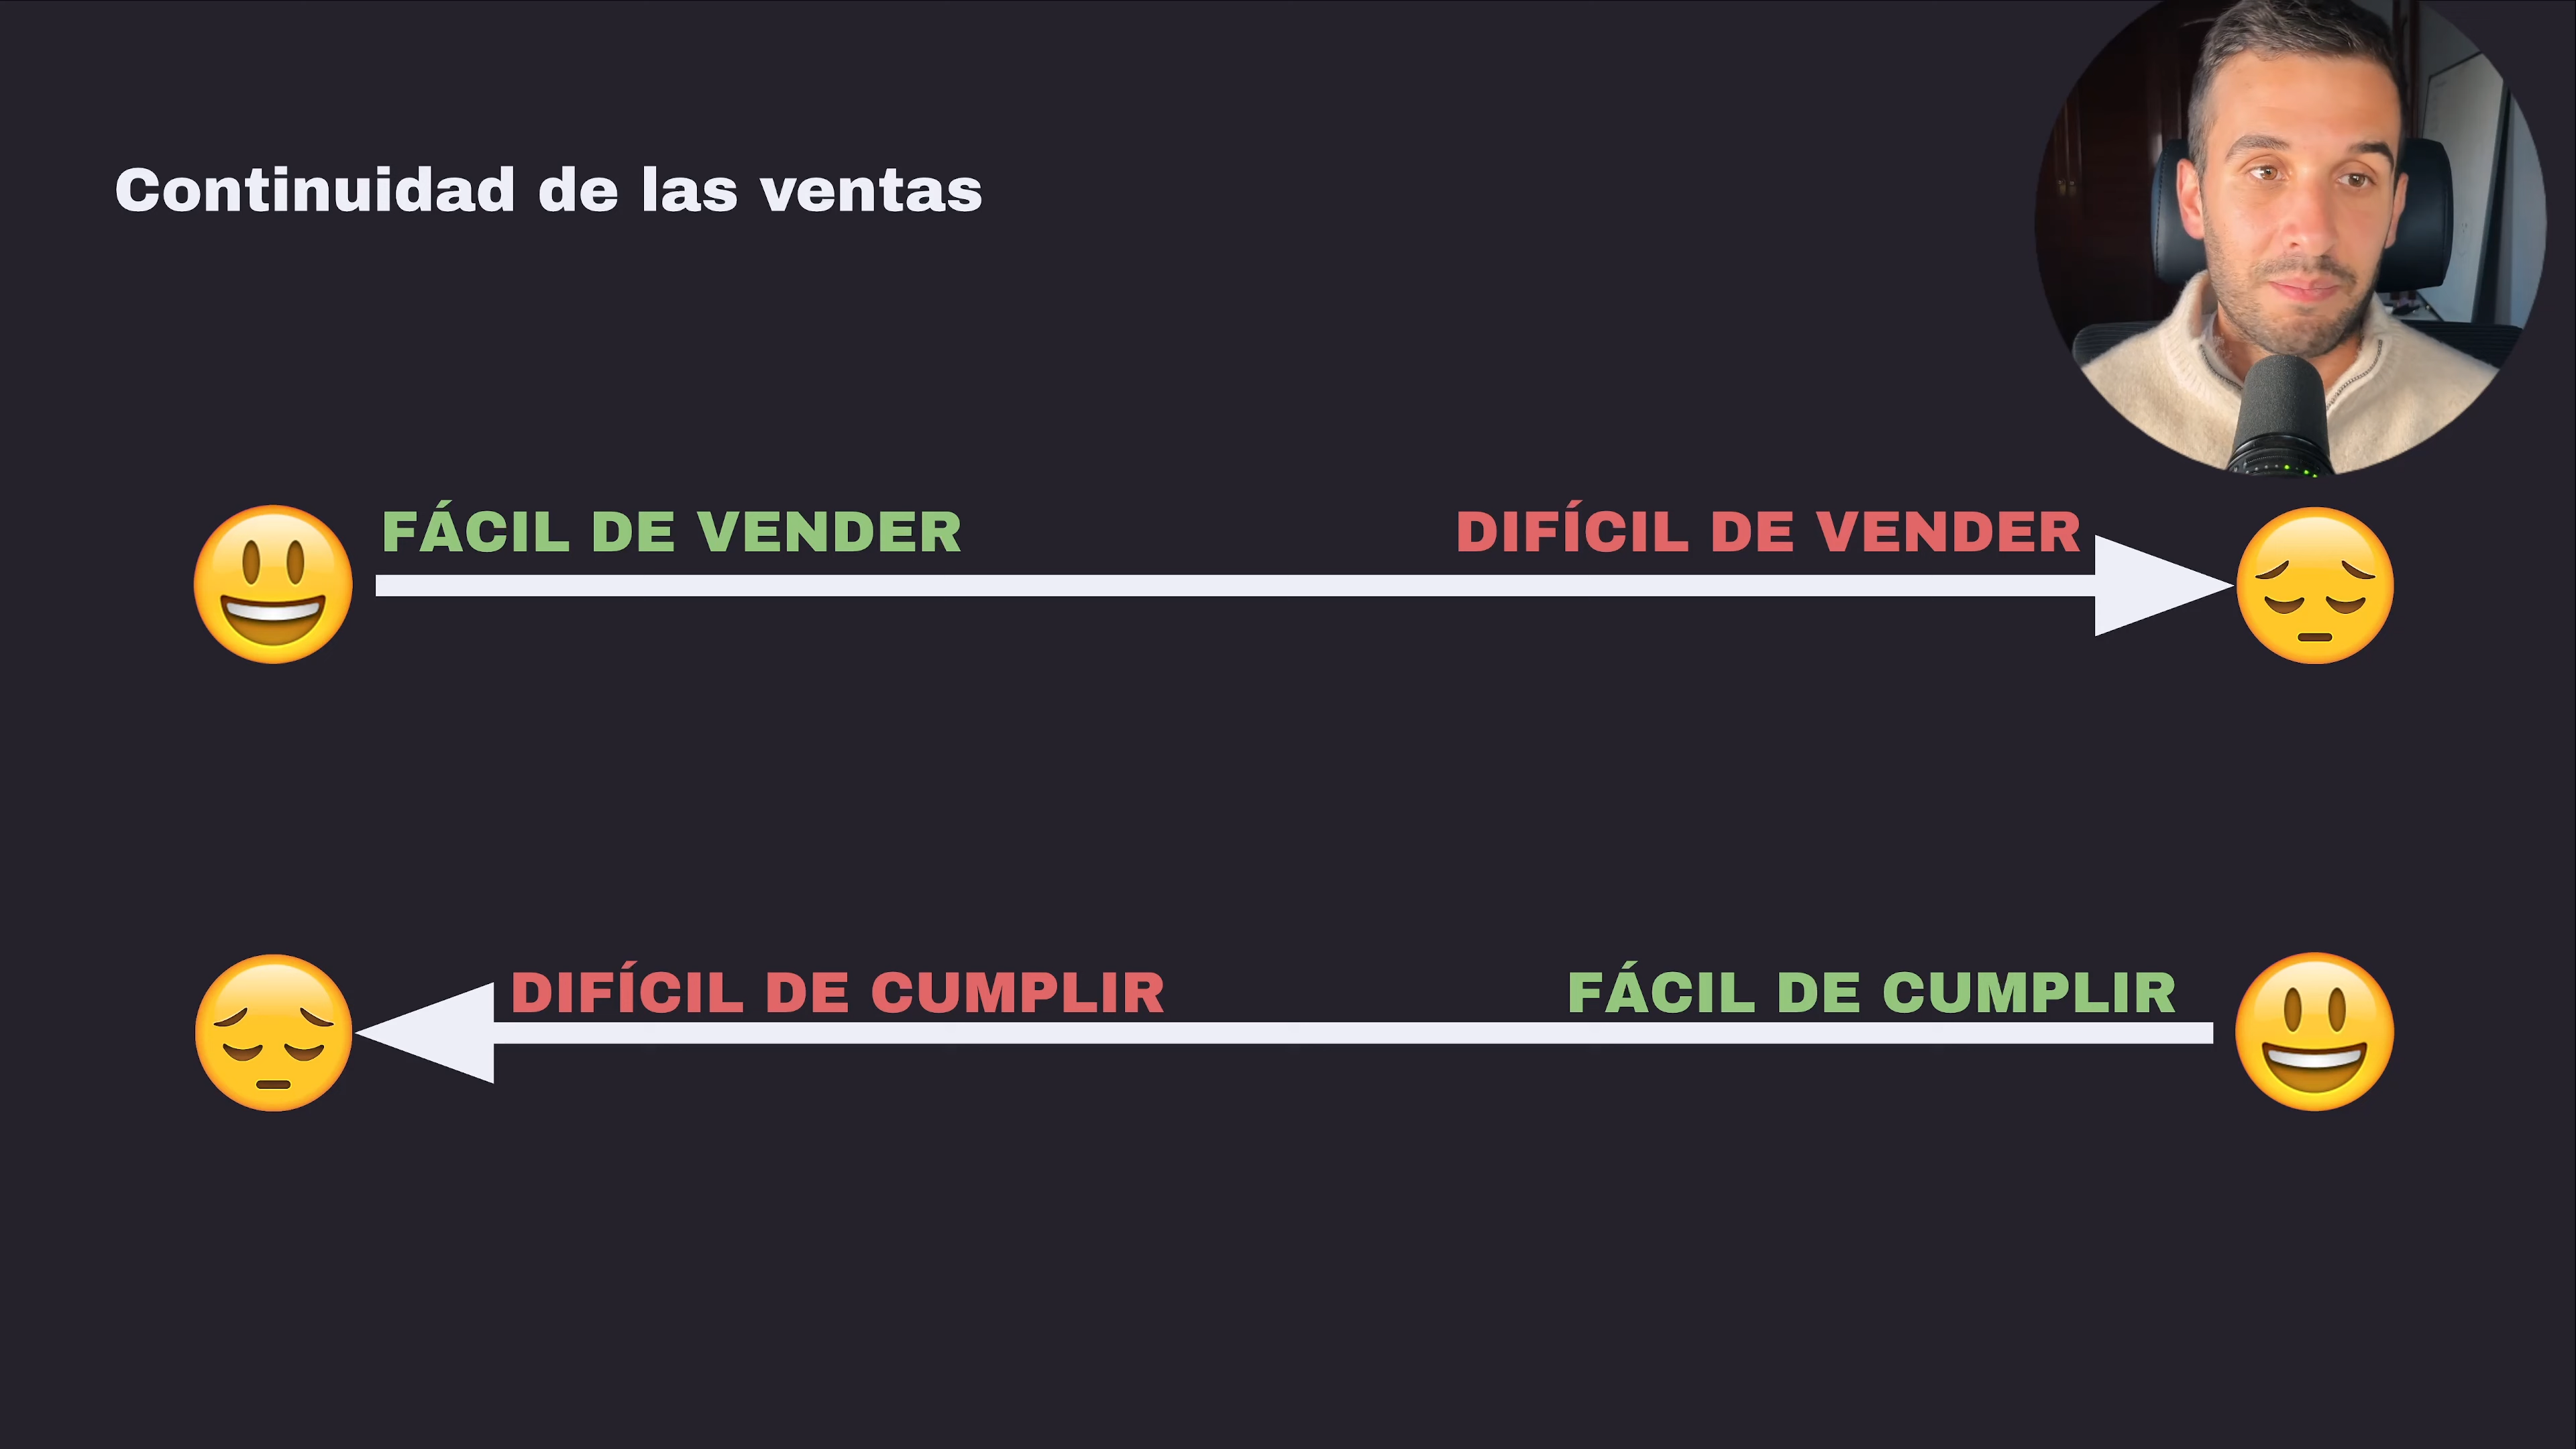 Continuidad de las ventas
FÁCIL DE VENDER
DIFÍCIL DE VENDER
DIFÍCIL DE CUMPLIR
FÁCIL DE CUMPLIR